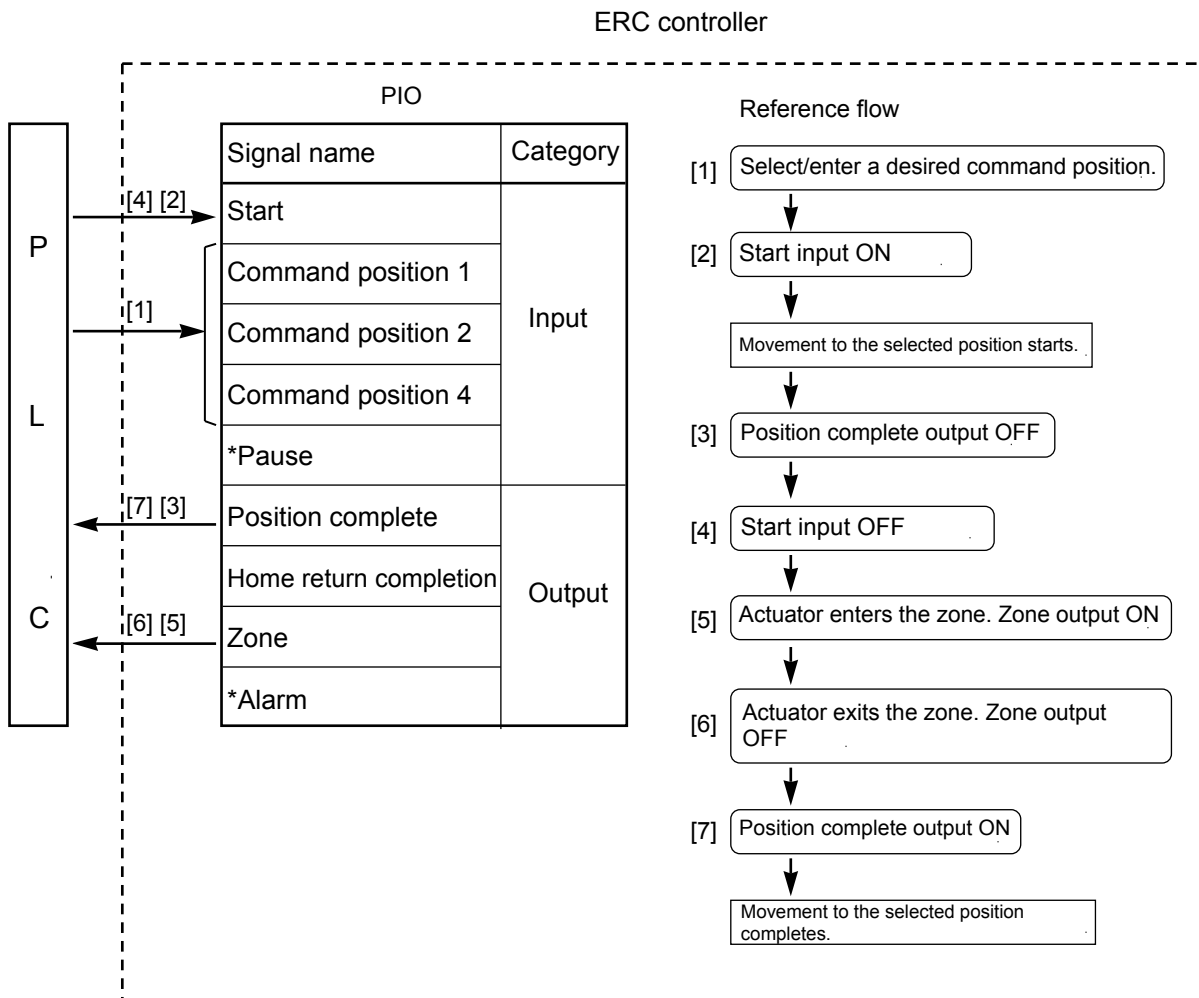 ERC controller
PIO
Signal name
Category
[4] [2]
Start
Command position 1
[1]
Command position 2
Input
Command position 4
*Pause
[7] [3]
Position complete
Home return completion
Output
[6] [5]
Zone
*Alarm
P
L
C
Reference flow
[1]
Select/enter a desired command position.
[2]
Start input ON
Movement to the selected position starts.
[3]
Position complete output OFF
[4]
Start input OFF
[5]
Actuator enters the zone. Zone output ON
[6]
Actuator exits the zone. Zone output
OFF
[7]
Position complete output ON
Movement to the selected position
completes.